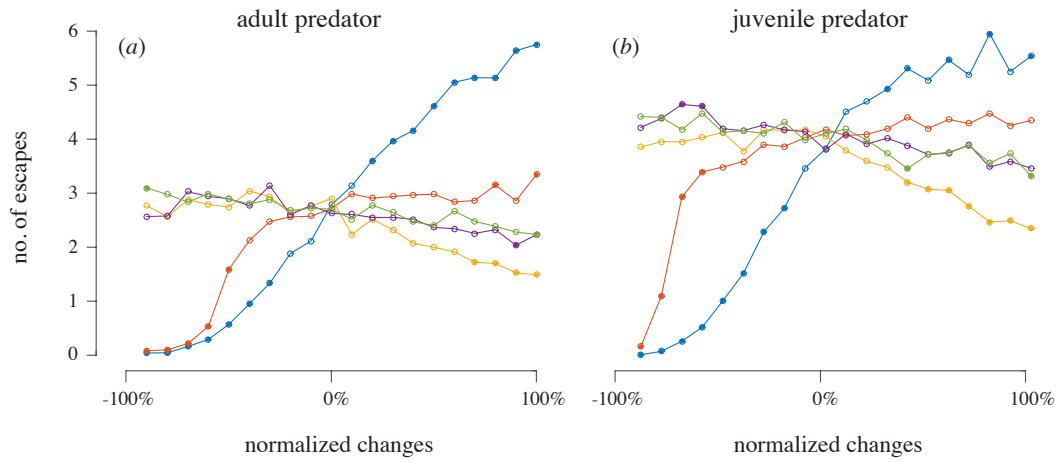 adult predator
juvenile predator
(a)
(b)
no. of escapes
6
5
4
3
2
1
0
-100%
0%
100%
-100%
0%
100%
normalized changes
normalized changes